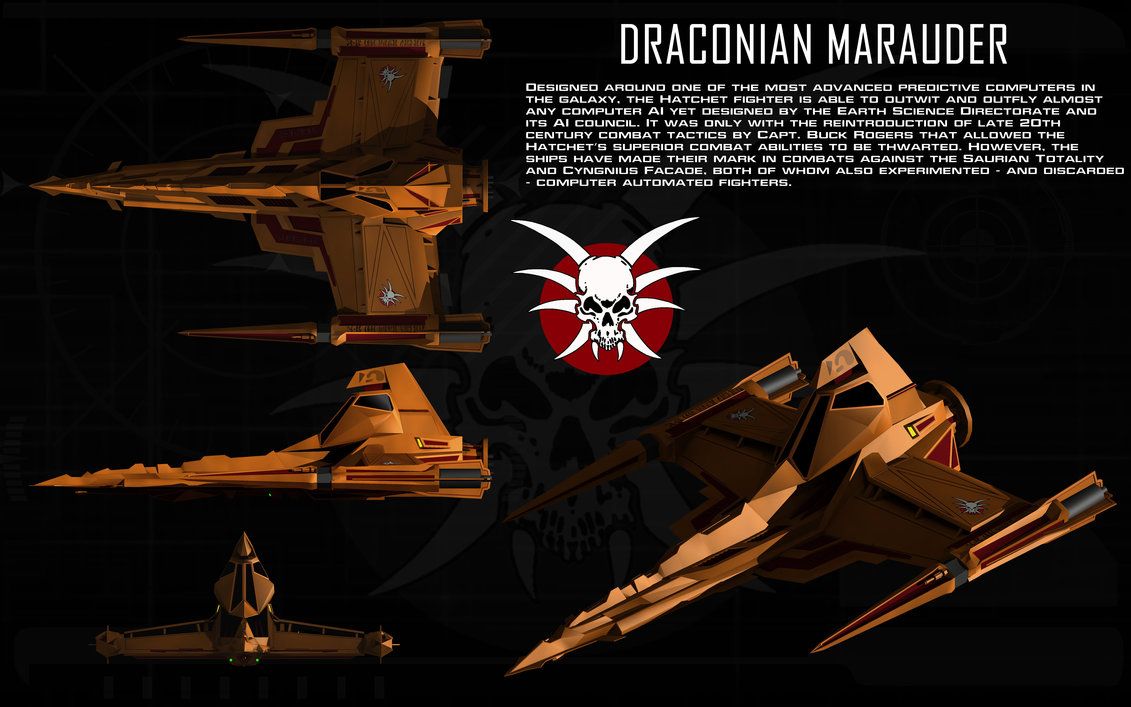 DRACONIAN MARAUDER
Designed around one of the most advanced predictive computers in
the galaxy, the Hatchet fighter is able to outwit and outfly almost
any computer AI yet designed by the Earth Science Directorate and
its AI council. It was only with the reintroduction of late 20th
century combat tactics by Capt. Buck Rogers that allowed the
Hatchet's superior combat abilities to be thwarted. However, the
ships have made their mark in combats against the Saurian Totality
and Cyngnius Facade, both of whom also experimented - and discarded
- computer automated fighters.